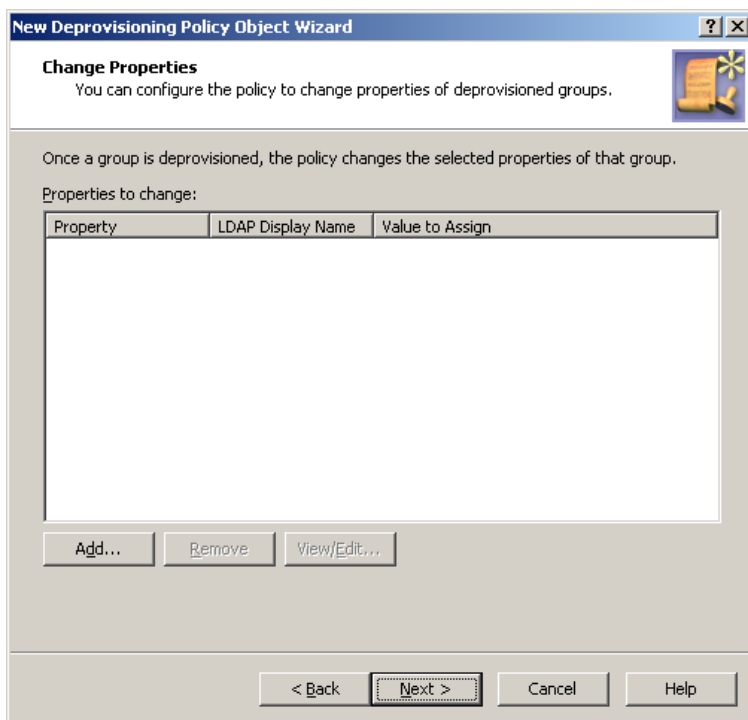 New Deprovisioning Policy Object Wizard
Change Properties
You can configure the policy to change properties of deprovisioned groups.
Once a group is deprovisioned, the policy changes the selected properties of that group.
Properties to change:
Property LDAP Display Name Value to Assign
Add... Remove View/Edit...
< Back Next > Cancel Help